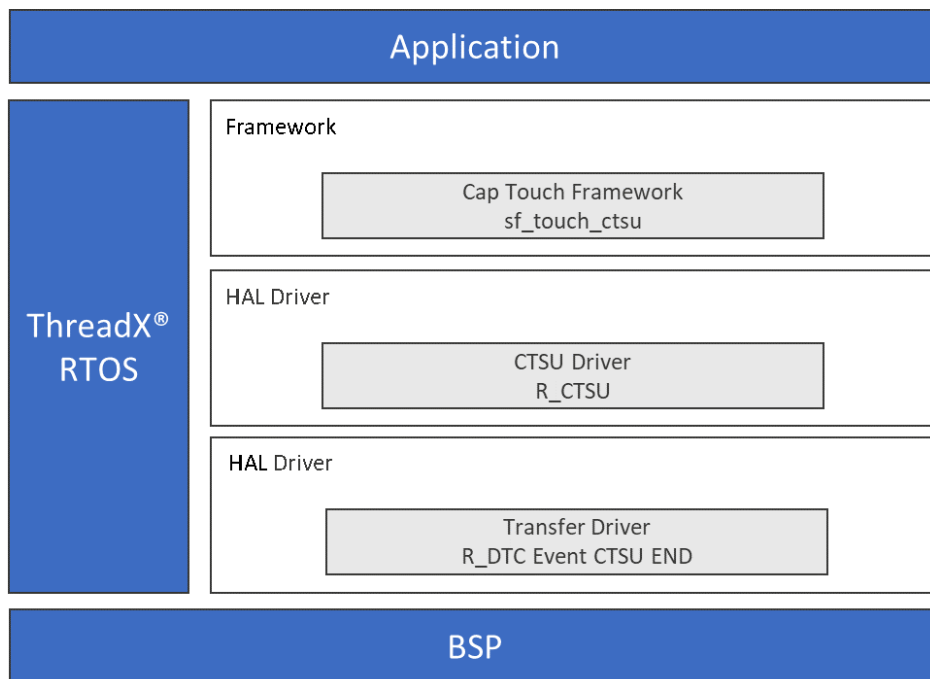 Application
ThreadX®
RTOS
Framework
Cap Touch Framework
sf_touch_ctsu
HAL Driver
CTSU Driver
R_CTSU
HAL Driver
Transfer Driver
R_DTC Event CTSU END
BSP